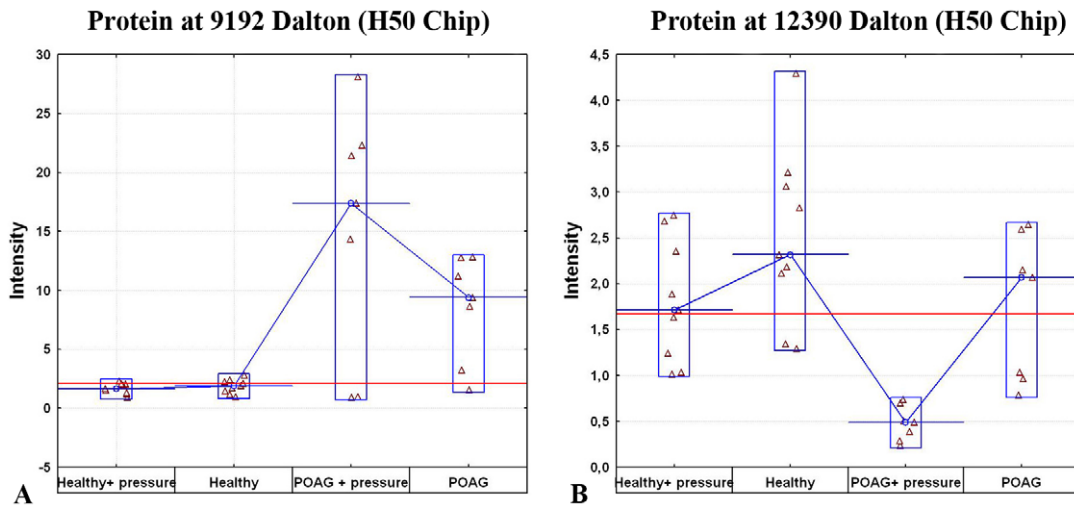 Protein at 9192 Dalton (H50 Chip)
30
25
20
15
10
5
0
-5
Intensity
Healthy+ pressure Healthy POAG + pressure POAG
A
Protein at 12390 Dalton (H50 Chip)
4,5
4,0
3,5
3,0
2,5
2,0
1,5
1,0
0,5
0,0
Intensity
Healthy+ pressure Healthy POAG+ pressure POAG
B